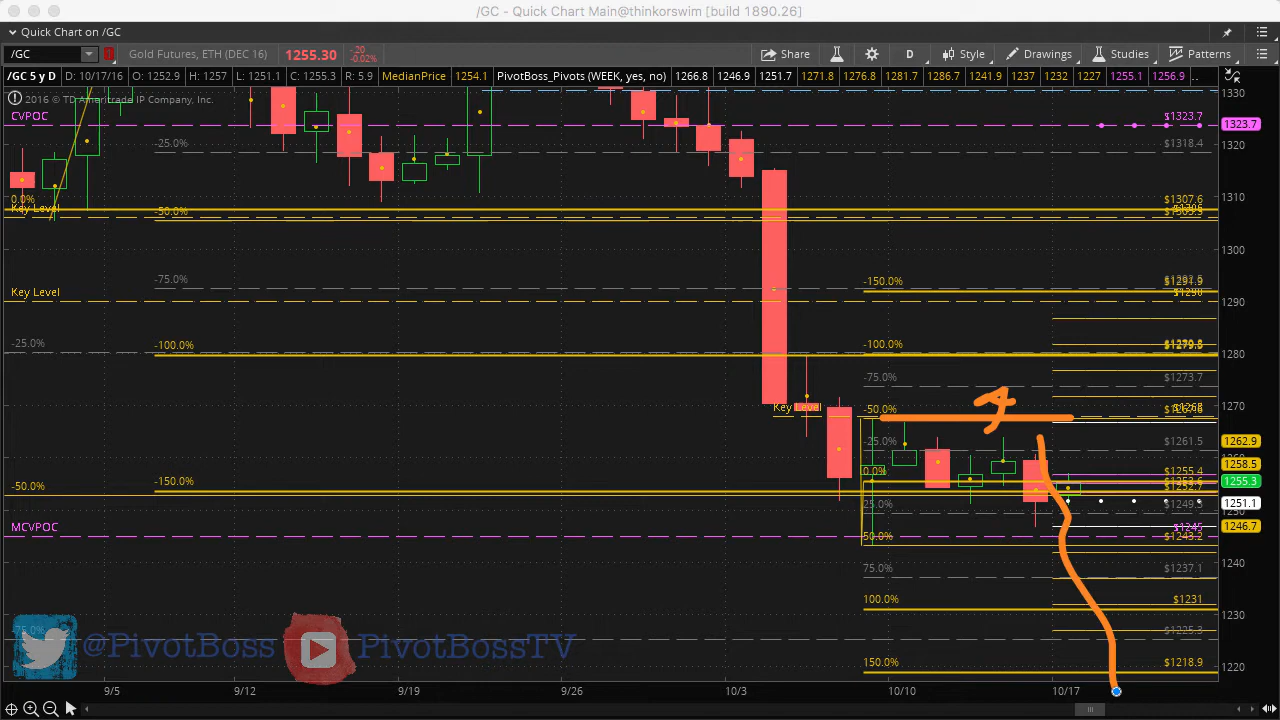 /GC - Quick Chart Main@thinkorswim [build 1890.26]
Quick Chart on /GC
/GC Gold Futures, ETH (DEC 16) 1255.30 -.20 -0.02% Share D Style Drawings Studies Patterns
/GC 5 y D D: 10/17/16 O: 1252.9 H: 1257 L: 1251.1 C: 1255.3 R: 5.9 MedianPrice 1254.1 PivotBoss_Pivots (WEEK, yes, no) 1266.8 1246.9 1251.7 1271.8 1276.8 1281.7 1286.7 1241.9 1237 1232 1227 1255.1 1256.9 ..
2016 © TD Ameritrade IP Company, Inc.
1330
CVPOC $1323.7 1323.7
-25.0% $1318.4 1320
1310
0.0% $1307.6
Key Level
-50.0%
1300
-75.0%
-150.0% $1291.9
Key Level 1290
-25.0% -100.0% -100.0% 1280
-75.0% $1273.7
Key Level -50.0% 1270
-25.0% $1261.5 1262.9
0.0% $1255.4 1258.5
-50.0% -150.0% 1255.3
25.0% $1249.5 1251.1
MCVPOC 50.0% $1245 $1243.2 1246.7
1240
75.0% $1237.1
100.0% $1231
1230
75.0% $1225.3
@PivotBoss PivotBossTV
150.0% $1218.9 1220
9/5 9/12 9/19 9/26 10/3 10/10 10/17